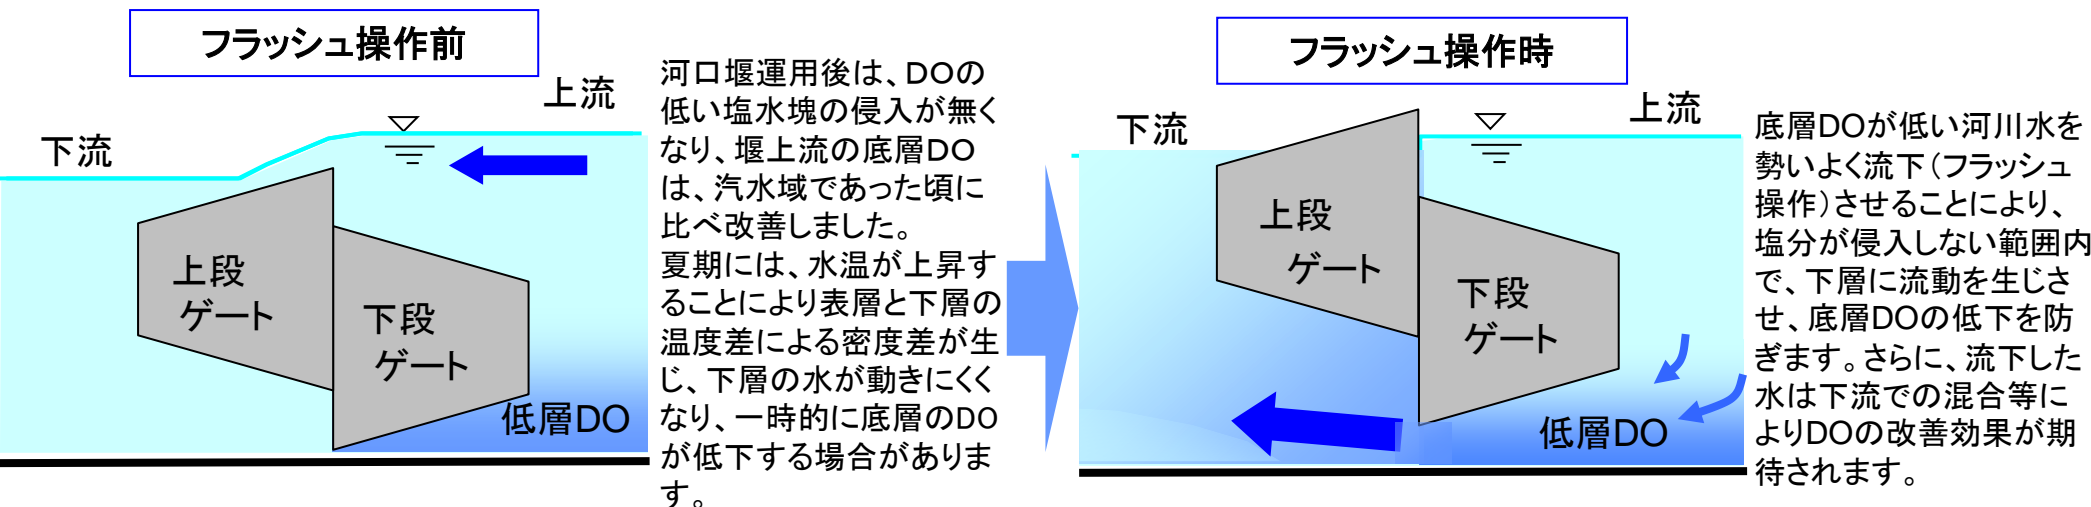 フラッシュ操作前
上流
下流
上段
ゲート
下段
ゲート
低層DO
河口堰運用後は、DOの
低い塩水塊の侵入が無く
なり、堰上流の底層DO
は、汽水域であった頃に
比べ改善しました。
夏期には、水温が上昇す
ることにより表層と下層の
温度差による密度差が生
じ、下層の水が動きにくく
なり、一時的に底層のDO
が低下する場合がありま
す。
フラッシュ操作時
下流
上流
上段
ゲート
下段
ゲート
低層DO
底層DOが低い河川水を
勢いよく流下（フラッシュ
操作）させることにより、
塩分が侵入しない範囲内
で、下層に流動を生じさ
せ、底層DOの低下を防
ぎます。さらに、流下した
水は下流での混合等に
よりDOの改善効果が期
待されます。